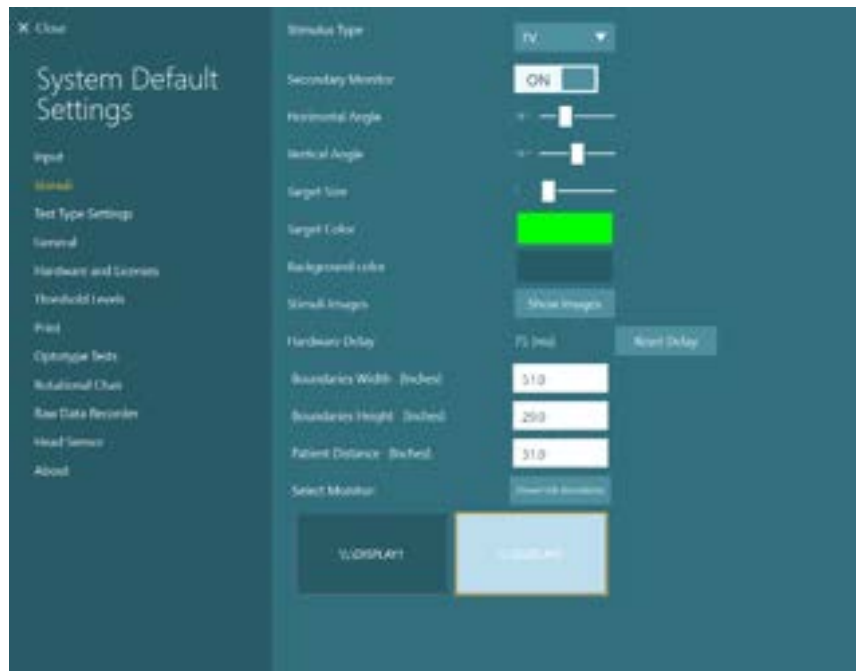 X Close
System Default
Settings
Input
Stimuli
Test Type Settings
General
Hardware and Licenses
Threshold Levels
Print
Optotype Tests
Rotational Chair
Raw Data Recorder
Head Sensor
About
Stimulus Type
TV
Secondary Monitor
ON
Horizontal Angle
Vertical Angle
Target Size
Target Color
Background color
Stimuli Images
Show Images
Hardware Delay
75 (ms)
Reset Delay
Boundaries Width (Inches)
51.0
Boundaries Height (Inches)
29.0
Patient Distance (Inches)
51.0
Select Monitor
\\.\DISPLAY1